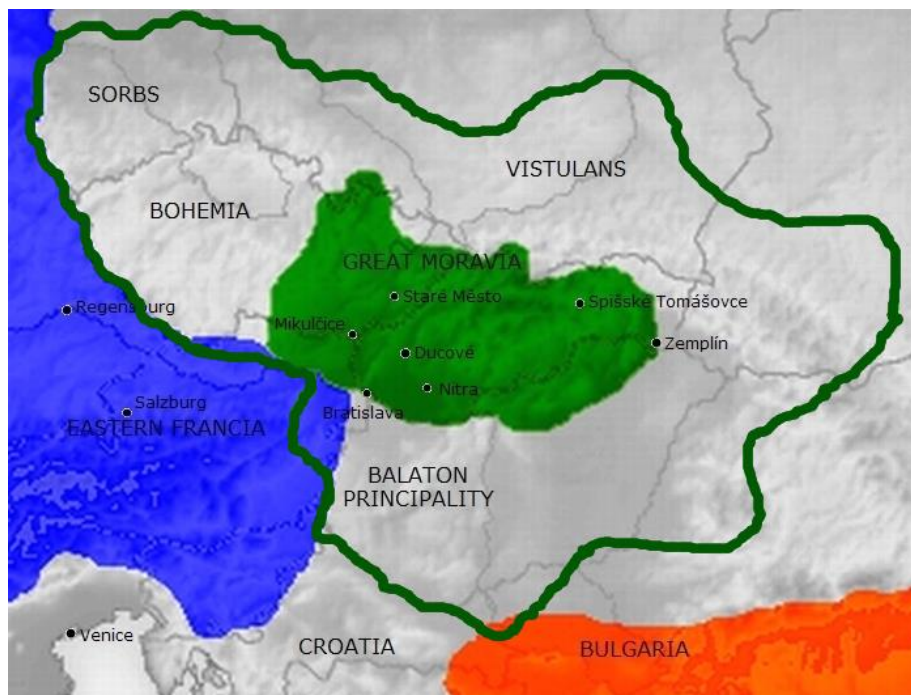 SORBS
VISTULANS
BOHEMIA
GREAT MORAVIA
Staré Město
Spišské Tomášovce
Regensburg
Mikulčice
Zemplín
Ducové
Nitra
Bratislava
Salzburg
EASTERN FRANCIA
BALATON
PRINCIPALITY
Venice
CROATIA
BULGARIA